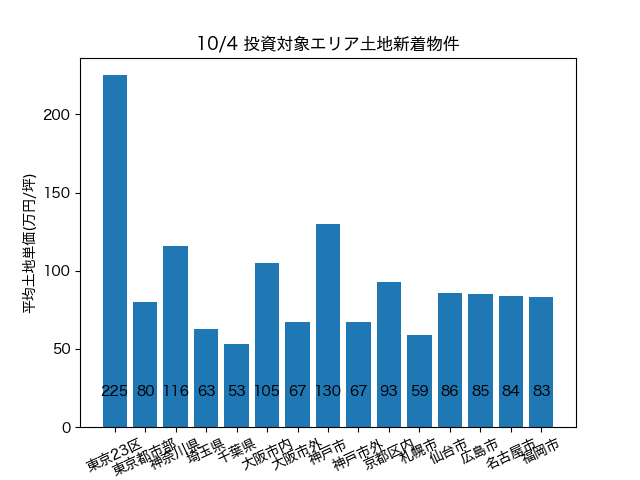 10/4 投資対象エリア土地新着物件
平均土地単価(万円/坪)
200
150
100
50
0
225 80 116 63 53 105 67 130 67 93 59 86 85 84 83
東京23区 東京都市部 神奈川県 埼玉県 千葉県 大阪市内 大阪市外 神戸市 神戸市外 京都区内 札幌市 仙台市 広島市 名古屋市 福岡市